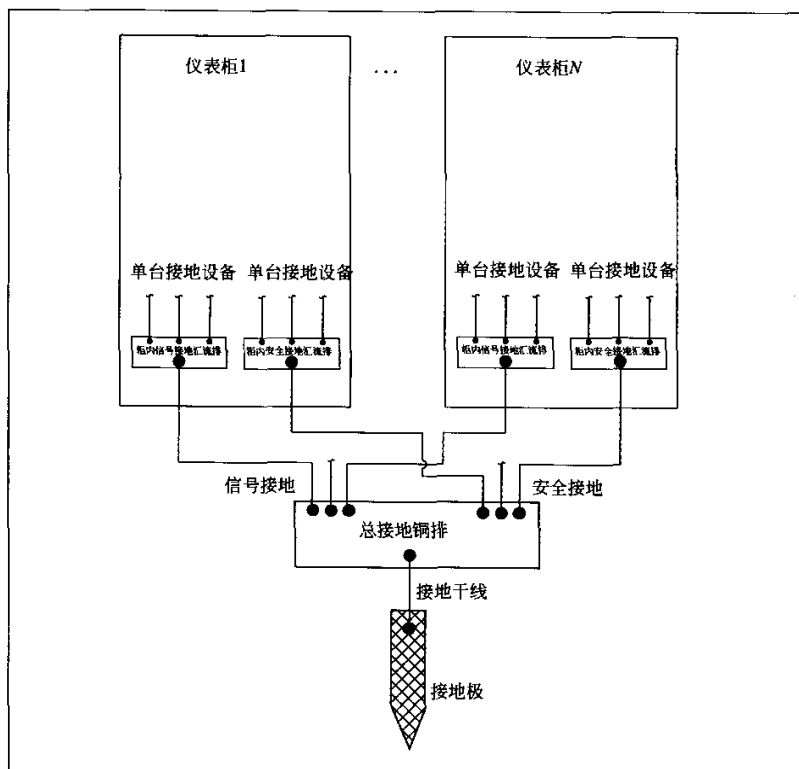 仪表柜1
...
仪表柜N
单台接地设备
单台接地设备
单台接地设备
单台接地设备
柜内信号接地汇流排
柜内安全接地汇流排
柜内信号接地汇流排
柜内安全接地汇流排
信号接地
安全接地
总接地铜排
接地干线
接地极